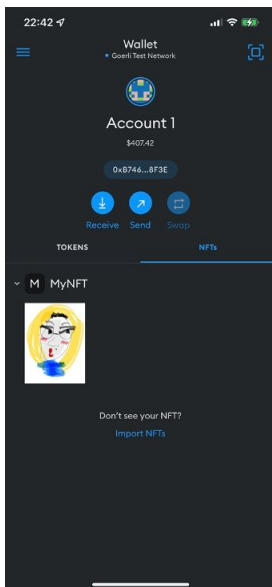 22:42
Wallet
Goerli Test Network
Account 1
$407.42
0xB746...8F3E
Receive Send Swap
TOKENS NFTs
M MyNFT
Don't see your NFT?
Import NFTs